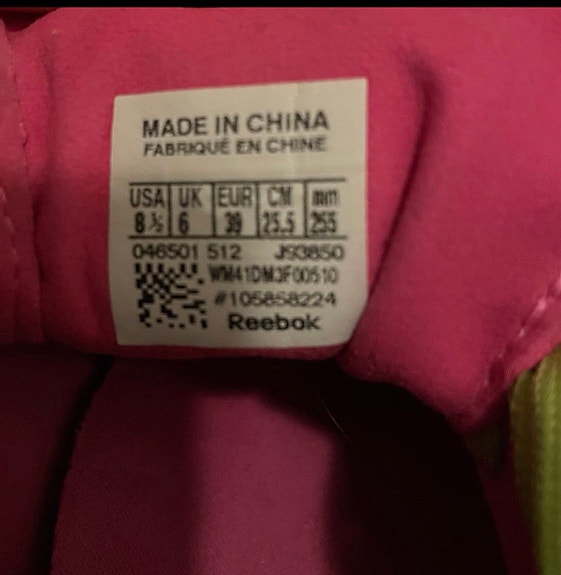 MADE IN CHINA
FABRIQUÉ EN CHINE
USA UK EUR CM mm
8 ½ 6 39 25.5 255
046501 512 J93850
WM41DM3F00510
#105858224
Reebok